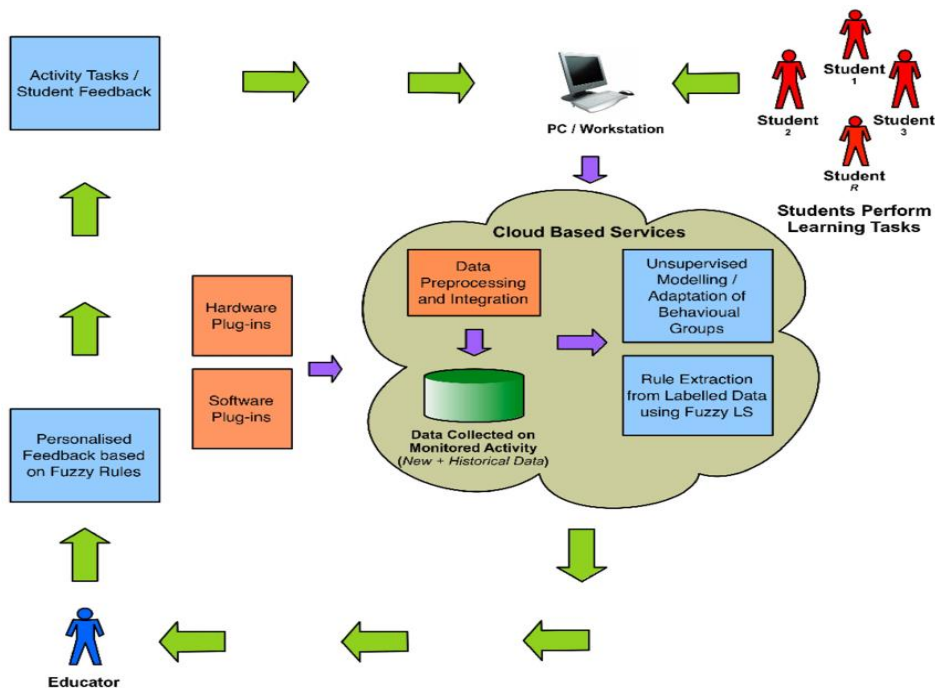 Activity Tasks /
Student Feedback
PC / Workstation
Student
1
Student
2
Student
3
Student
R
Students Perform
Learning Tasks
Cloud Based Services
Data
Preprocessing
and Integration
Unsupervised
Modelling /
Adaptation of
Behavioual
Groups
Hardware
Plug-ins
Software
Plug-ins
Rule Extraction
from Labelled Data
using Fuzzy LS
Data Collected on
Monitored Activity
(New + Historical Data)
Personalised
Feedback based
on Fuzzy Rules
Educator